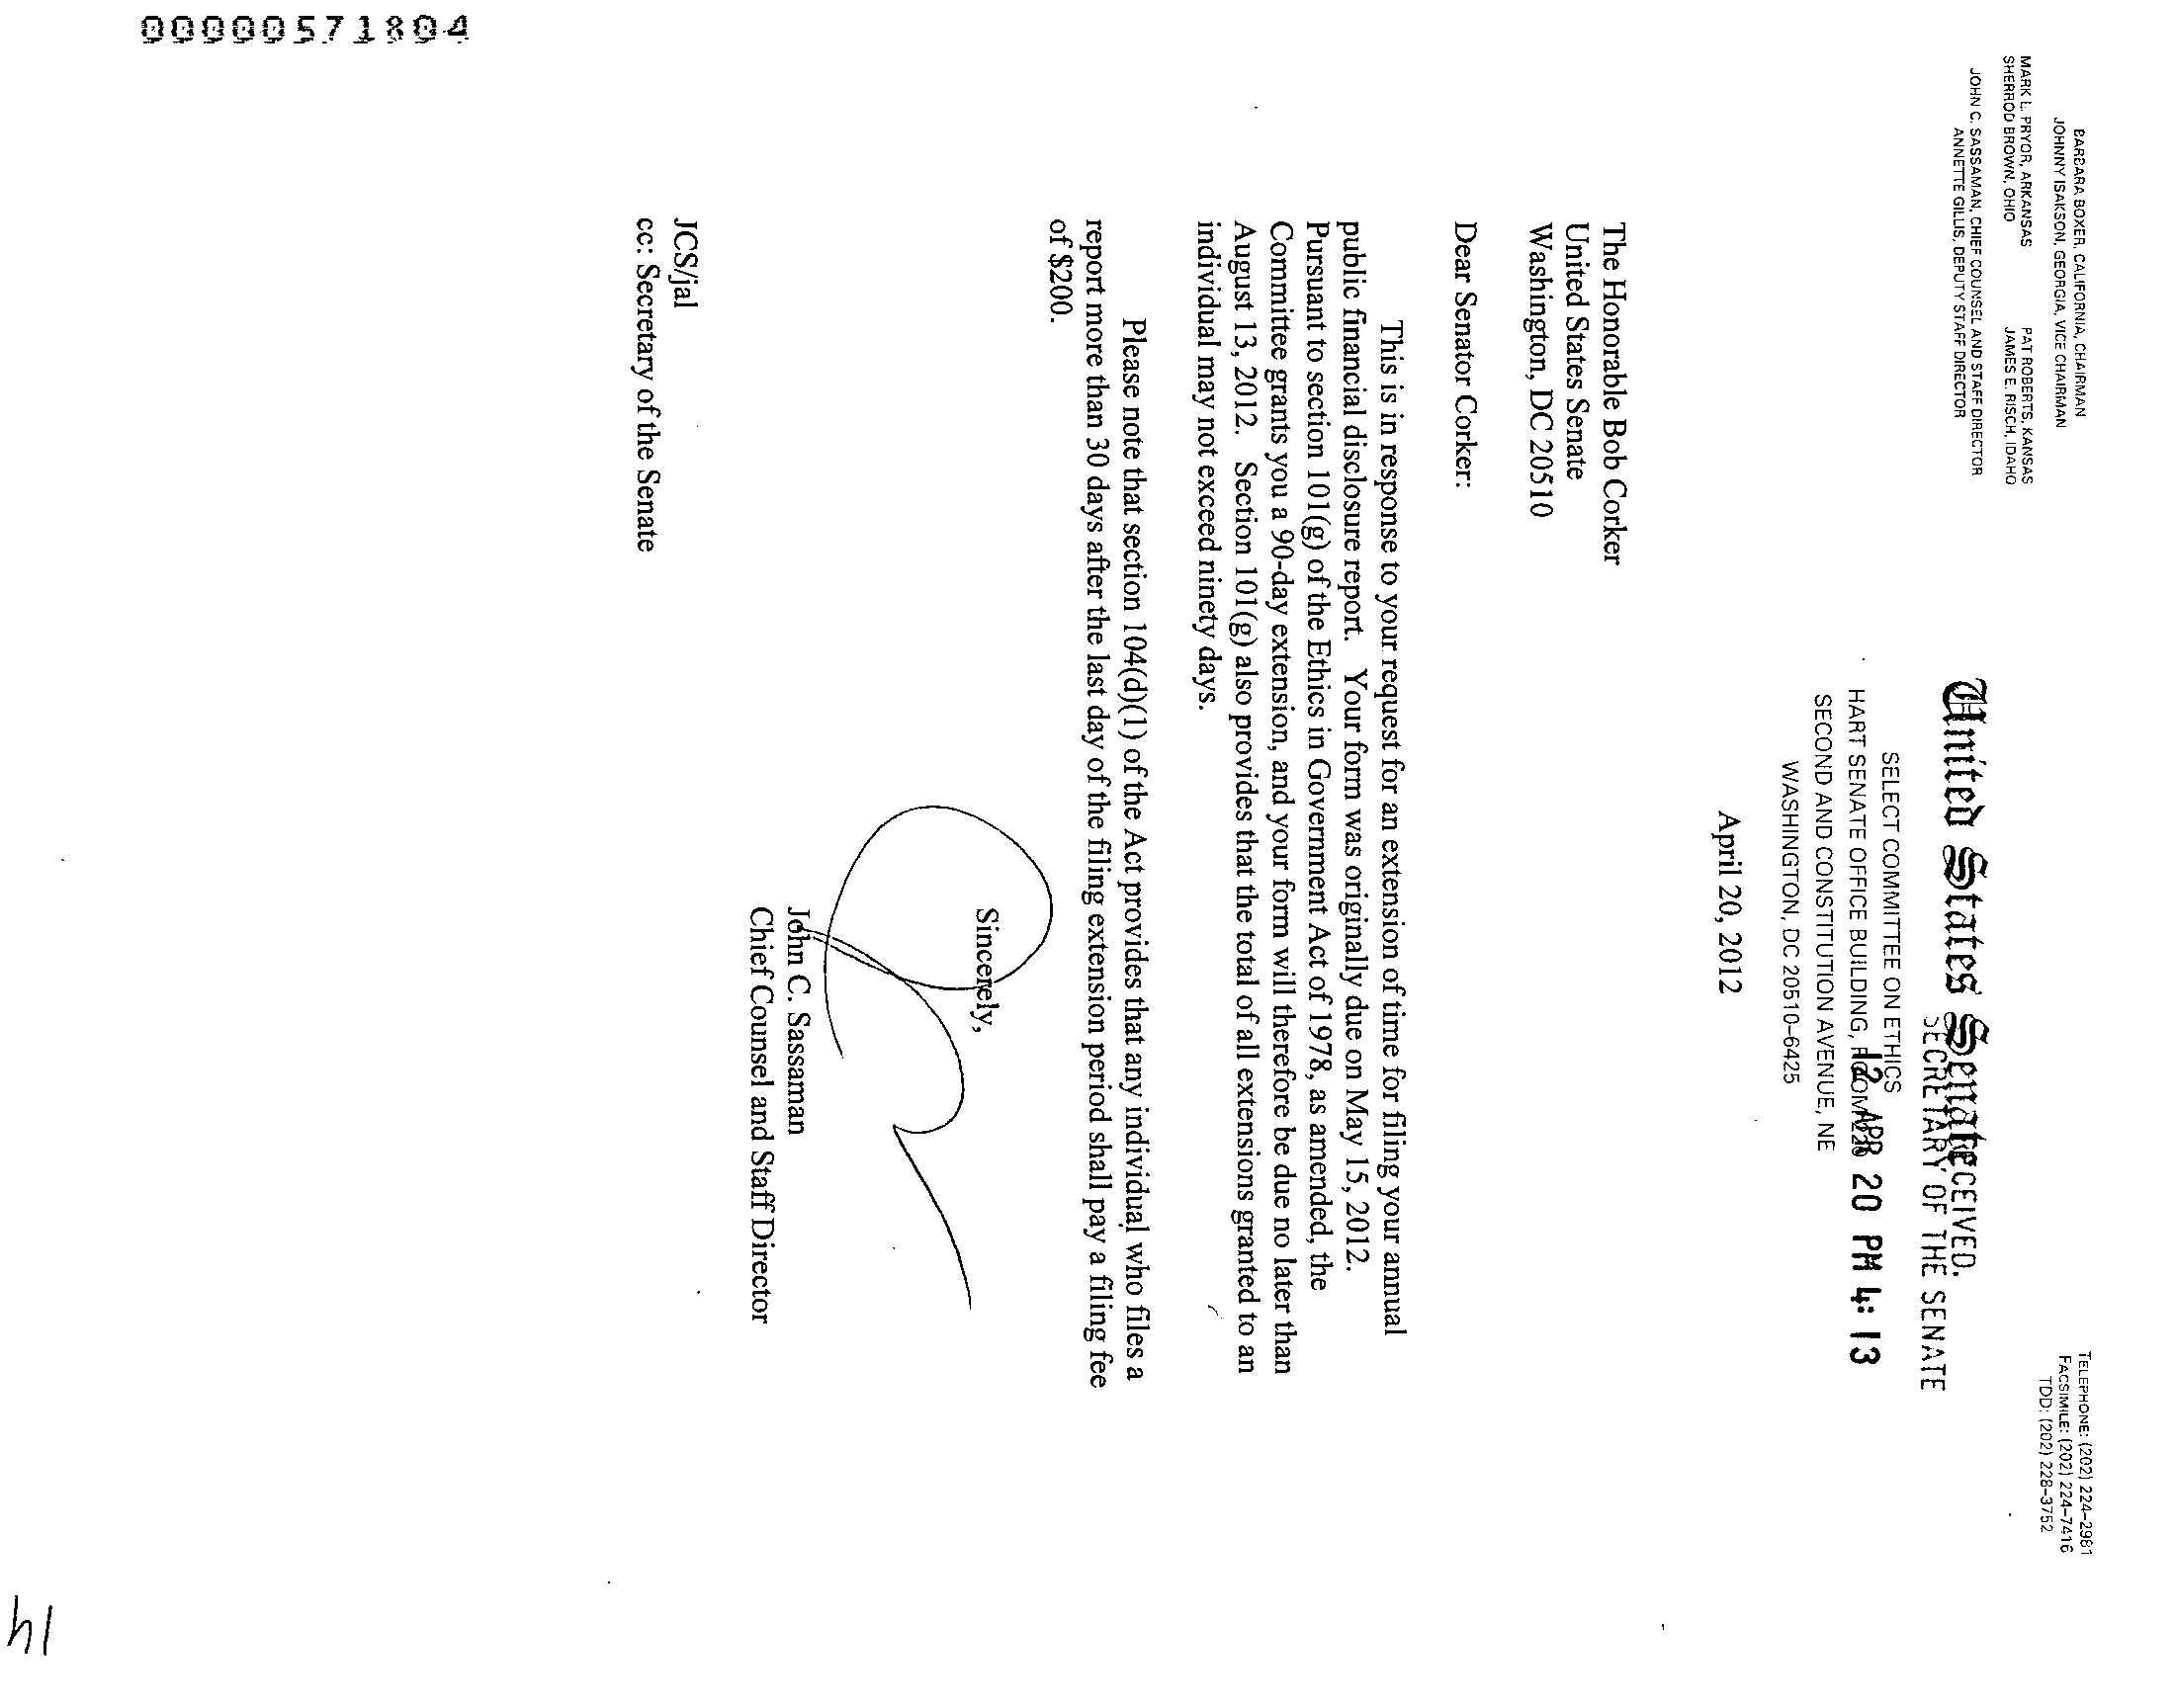 00000571804
BARBARA BOXER, CALIFORNIA, CHAIRMAN
JOHNNY ISAKSON, GEORGIA, VICE CHAIRMAN
MARK L. PRYOR, ARKANSAS PAT ROBERTS, KANSAS
SHERROD BROWN, OHIO JAMES E. RISCH, IDAHO
JOHN C. SASSAMAN, CHIEF COUNSEL AND STAFF DIRECTOR
ANNETTE GILLIS, DEPUTY STAFF DIRECTOR
TELEPHONE: (202) 224-2981
FACSIMILE: (202) 224-7416
TDD: (202) 228-3752
United States Senate
RECEIVED
SECRETARY OF THE SENATE
SELECT COMMITTEE ON ETHICS
HART SENATE OFFICE BUILDING, ROOM 220
12 APR 20 PM 4:13
SECOND AND CONSTITUTION AVENUE, NE
WASHINGTON, DC 20510-6425
April 20, 2012
The Honorable Bob Corker
United States Senate
Washington, DC 20510
Dear Senator Corker:
This is in response to your request for an extension of time for filing your annual
public financial disclosure report. Your form was originally due on May 15, 2012.
Pursuant to section 101(g) of the Ethics in Government Act of 1978, as amended, the
Committee grants you a 90-day extension, and your form will therefore be due no later than
August 13, 2012. Section 101(g) also provides that the total of all extensions granted to an
individual may not exceed ninety days.
Please note that section 104(d)(1) of the Act provides that any individual who files a
report more than 30 days after the last day of the filing extension period shall pay a filing fee
of $200.
Sincerely,
John C. Sassaman
Chief Counsel and Staff Director
JCS/jal
cc: Secretary of the Senate
14